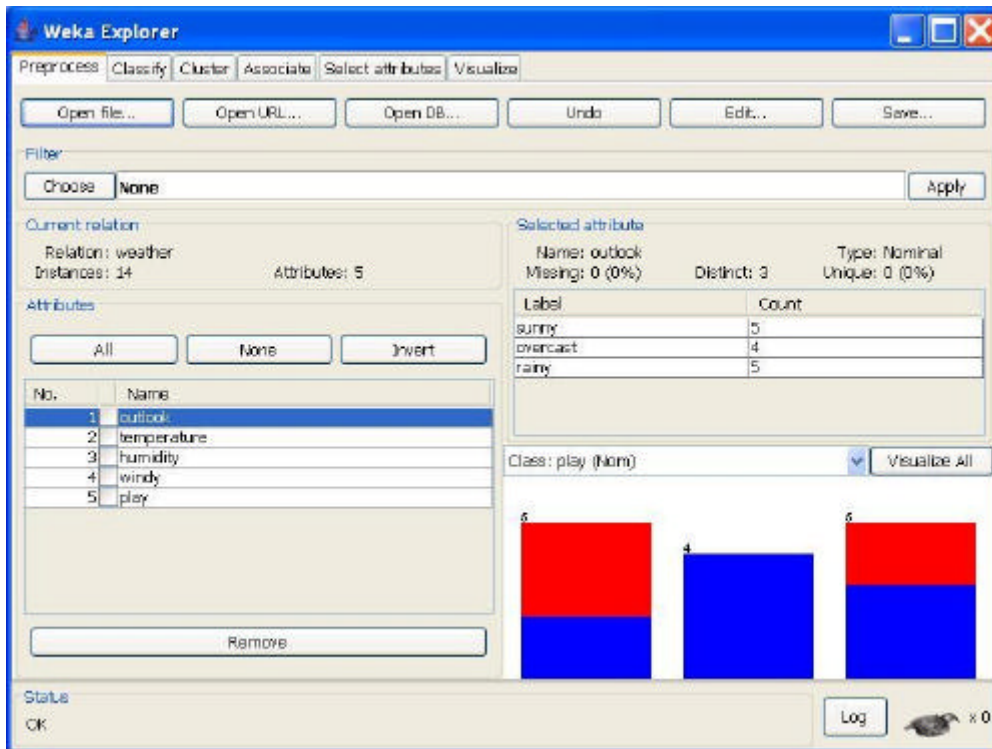 Weka Explorer
Preprocess Classify Cluster Associate Select attributes Visualize
Open file... Open URL... Open DB... Undo Edit... Save...
Filter
Choose None Apply
Current relation
Relation: weather
Instances: 14 Attributes: 5
Attributes
All None Invert
No. Name
1 outlook
2 temperature
3 humidity
4 windy
5 play
Remove
Selected attribute
Name: outlook Type: Nominal
Missing: 0 (0%) Distinct: 3 Unique: 0 (0%)
Label Count
sunny 5
overcast 4
rainy 5
Class: play (Nom) Visualize All
5 4 5
Status
OK
Log x 0